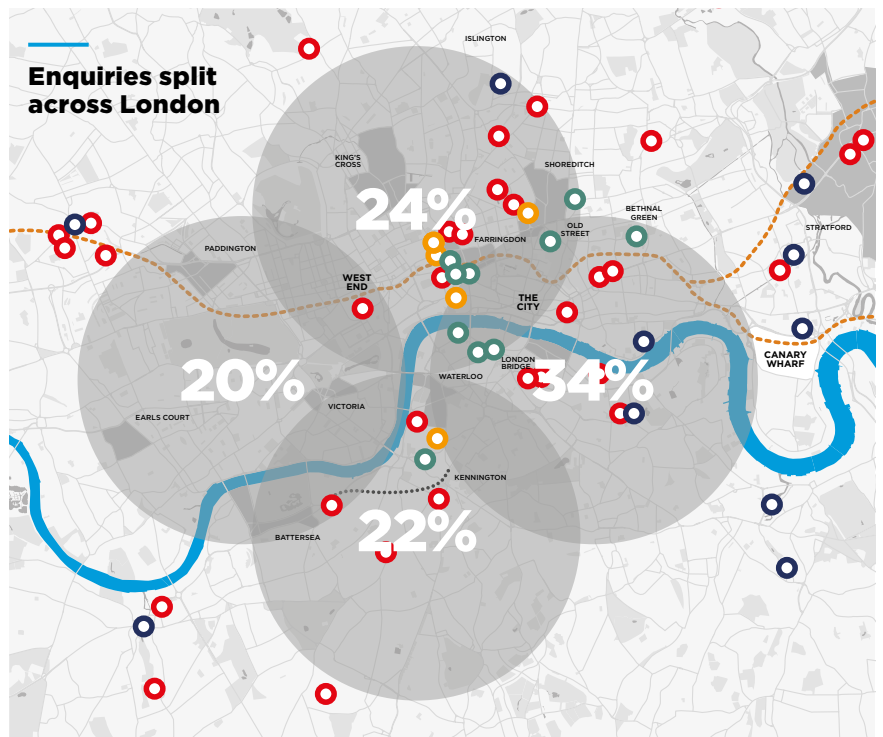 Enquiries split
across London
ISLINGTON
KING'S
CROSS
SHOREDITCH
24%
BETHNAL
GREEN
OLD
STREET
STRATFORD
FARRINGDON
PADDINGTON
WEST
END
THE
CITY
CANARY
WHARF
LONDON
BRIDGE
WATERLOO
20%
34%
VICTORIA
EARLS COURT
KENNINGTON
22%
BATTERSEA